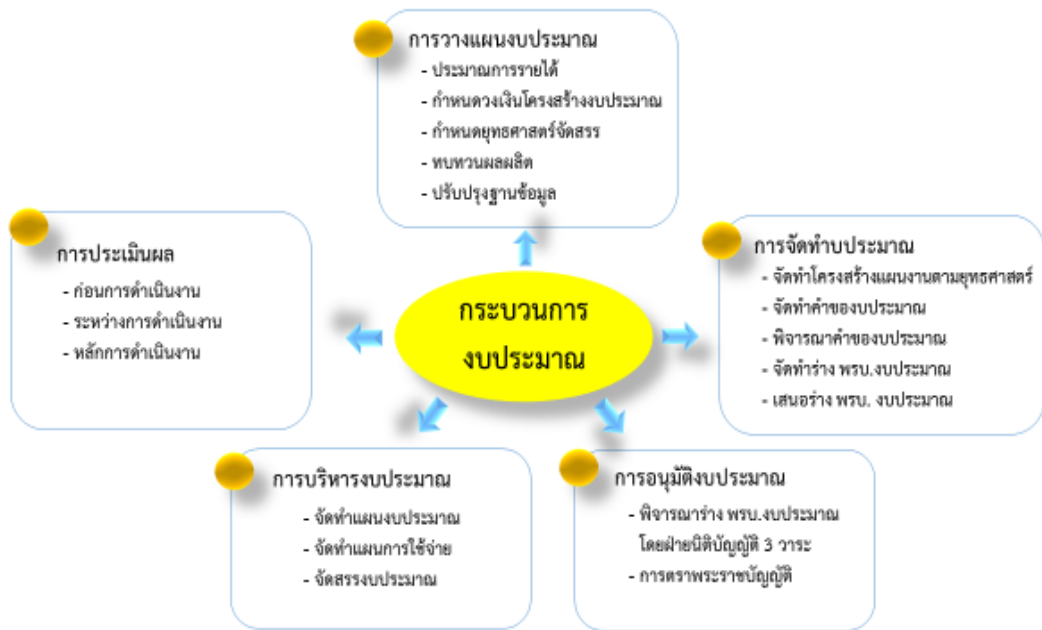 การวางแผนงบประมาณ
- ประมาณการรายได้
- กำหนดวงเงินโครงสร้างงบประมาณ
- กำหนดยุทธศาสตร์จัดสรร
- ทบทวนผลผลิต
- ปรับปรุงฐานข้อมูล
การประเมินผล
- ก่อนการดำเนินงาน
- ระหว่างการดำเนินงาน
- หลักการดำเนินงาน
กระบวนการ
งบประมาณ
การจัดทำบประมาณ
- จัดทำโครงสร้างแผนงานตามยุทธศาสตร์
- จัดทำคำของบประมาณ
- พิจารณาคำของบประมาณ
- จัดทำร่าง พรบ.งบประมาณ
- เสนอร่าง พรบ. งบประมาณ
การบริหารงบประมาณ
- จัดทำแผนงบประมาณ
- จัดทำแผนการใช้จ่าย
- จัดสรรงบประมาณ
การอนุมัติงบประมาณ
- พิจารณาร่าง พรบ.งบประมาณ
โดยฝ่ายนิติบัญญัติ 3 วาระ
- การตราพระราชบัญญัติ